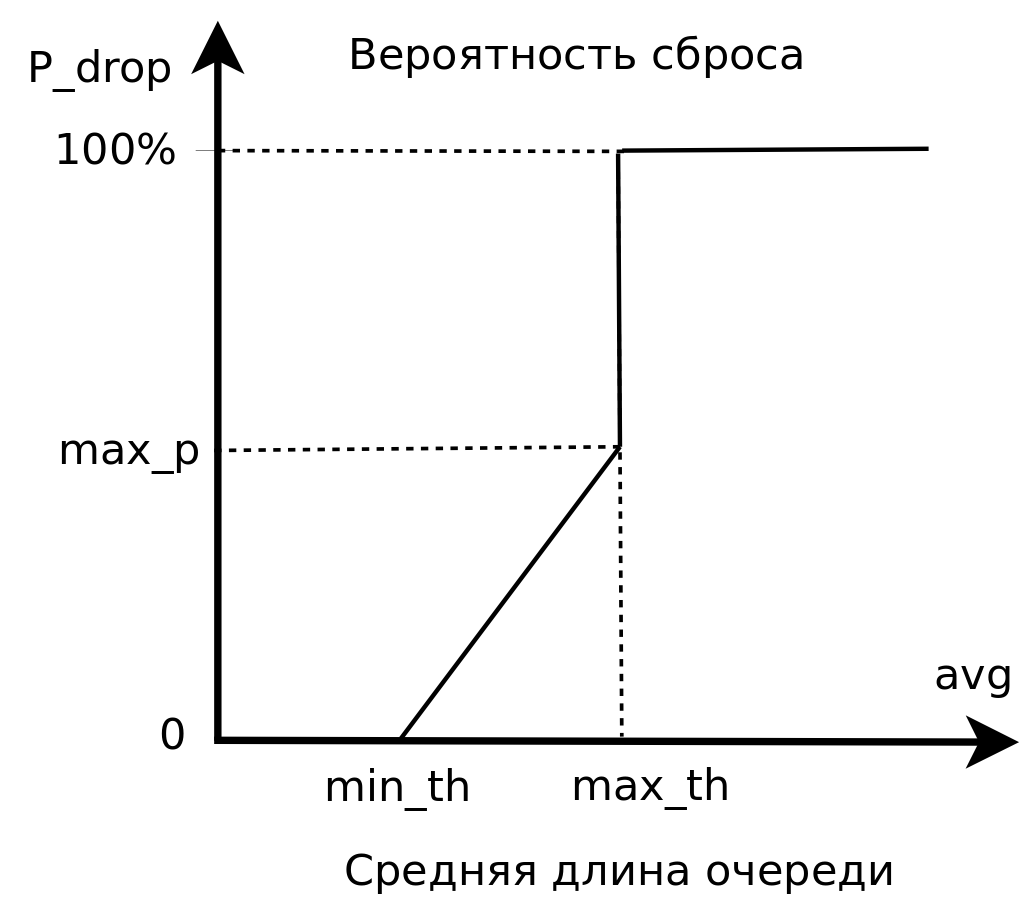 P_drop
Вероятность сброса
100%
max_p
avg
0
min_th
max_th
Средняя длина очереди